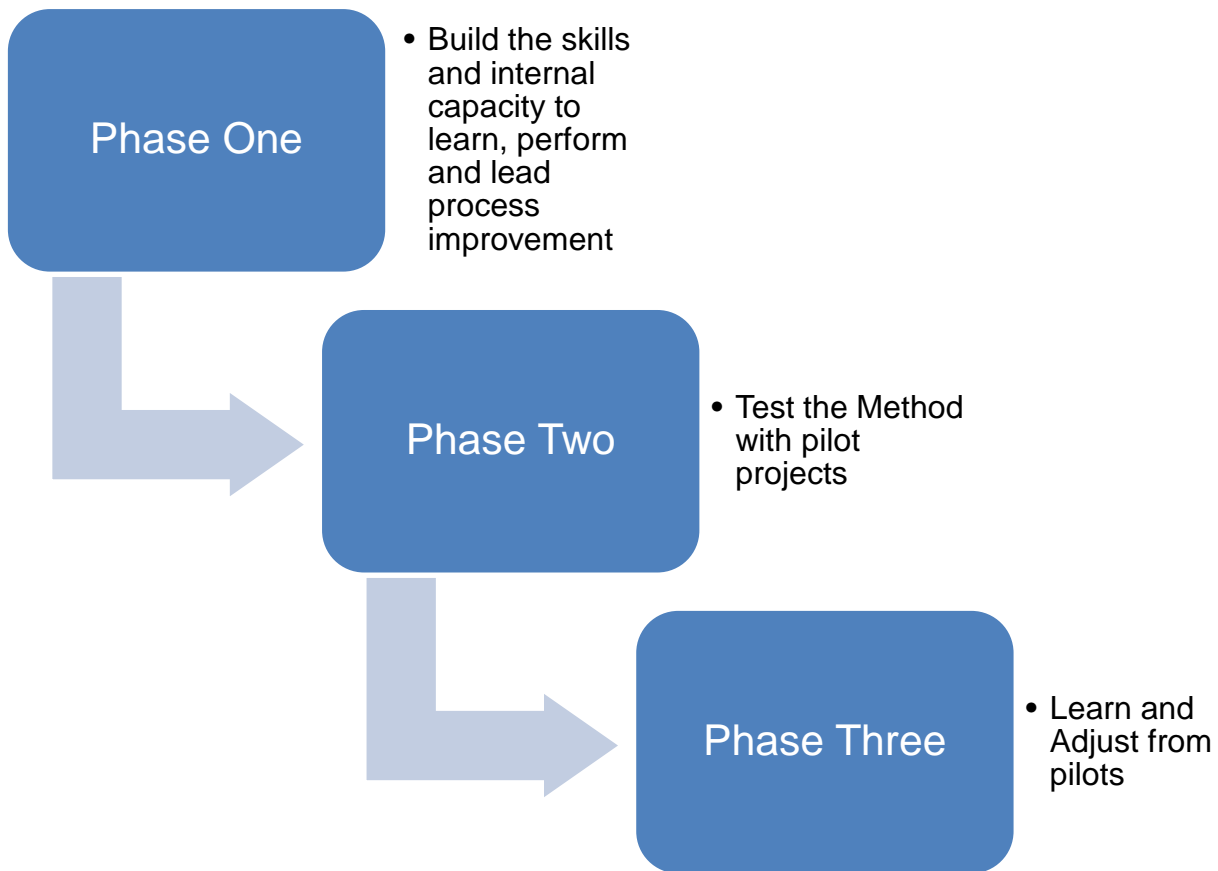 Phase One
• Build the skills
and internal
capacity to
learn, perform
and lead
process
improvement
Phase Two
• Test the Method
with pilot
projects
Phase Three
• Learn and
Adjust from
pilots